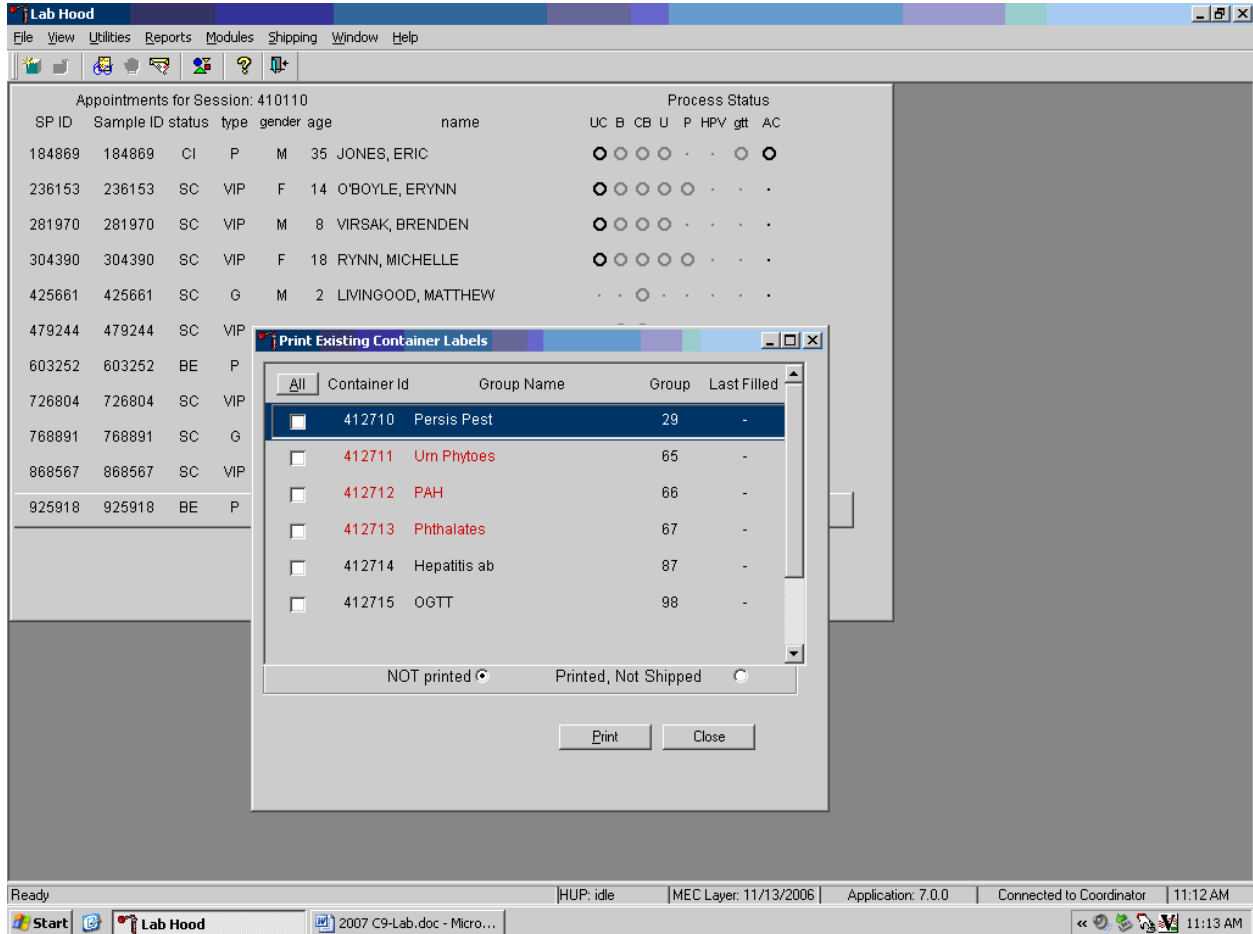 Lab Hood
File View Utilities Reports Modules Shipping Window Help
Appointments for Session: 410110 Process Status
SP ID Sample ID status type gender age name UC B CB U P HPV gtt AC
184869 184869 CI P M 35 JONES, ERIC
236153 236153 SC VIP F 14 O'BOYLE, ERYNN
281970 281970 SC VIP M 8 VIRSAK, BRENDEN
304390 304390 SC VIP F 18 RYNN, MICHELLE
425661 425661 SC G M 2 LIVINGOOD, MATTHEW
479244 479244 SC VIP
603252 603252 BE P
726804 726804 SC VIP
768891 768891 SC G
868567 868567 SC VIP
925918 925918 BE P
Print Existing Container Labels
All Container Id Group Name Group Last Filled
412710 Persis Pest 29 -
412711 Urn Phytoes 65 -
412712 PAH 66 -
412713 Phthalates 67 -
412714 Hepatitis ab 87 -
412715 OGTT 98 -
NOT printed Printed, Not Shipped
Print Close
Ready HUP: idle MEC Layer: 11/13/2006 Application: 7.0.0 Connected to Coordinator 11:12 AM
Start Lab Hood 2007 C9-Lab.doc - Micro... « 11:13 AM